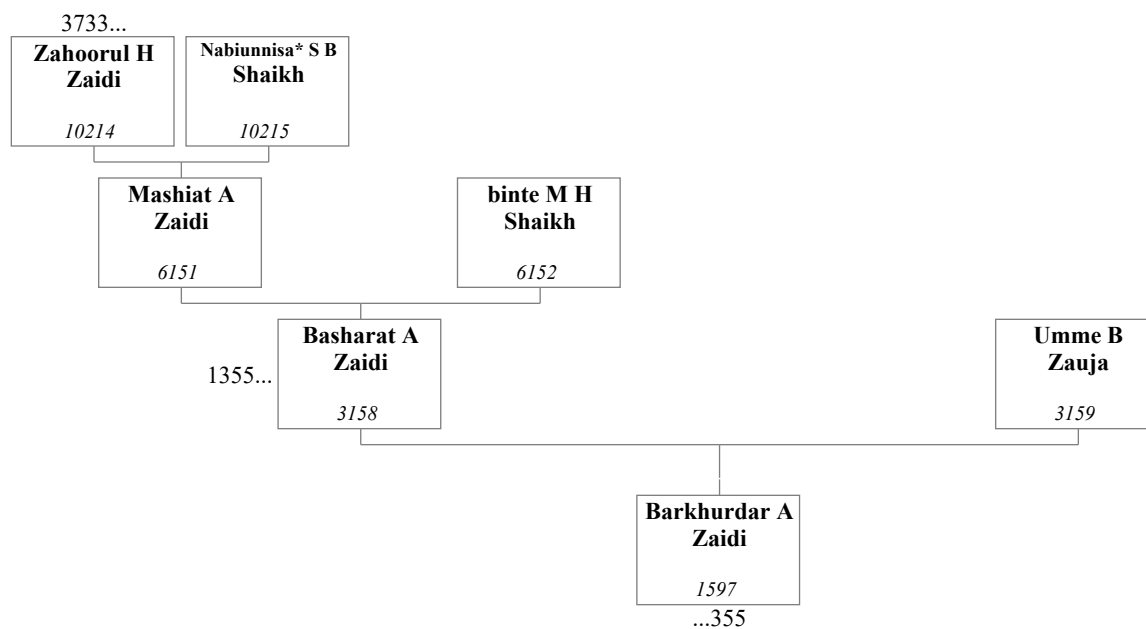 3733...
Zahoorul H
Zaidi
10214
Nabiunnisa* S B
Shaikh
10215
Mashiat A
Zaidi
6151
binte M H
Shaikh
6152
1355...
Basharat A
Zaidi
3158
Umme B
Zauja
3159
Barkhurdar A
Zaidi
1597
...355